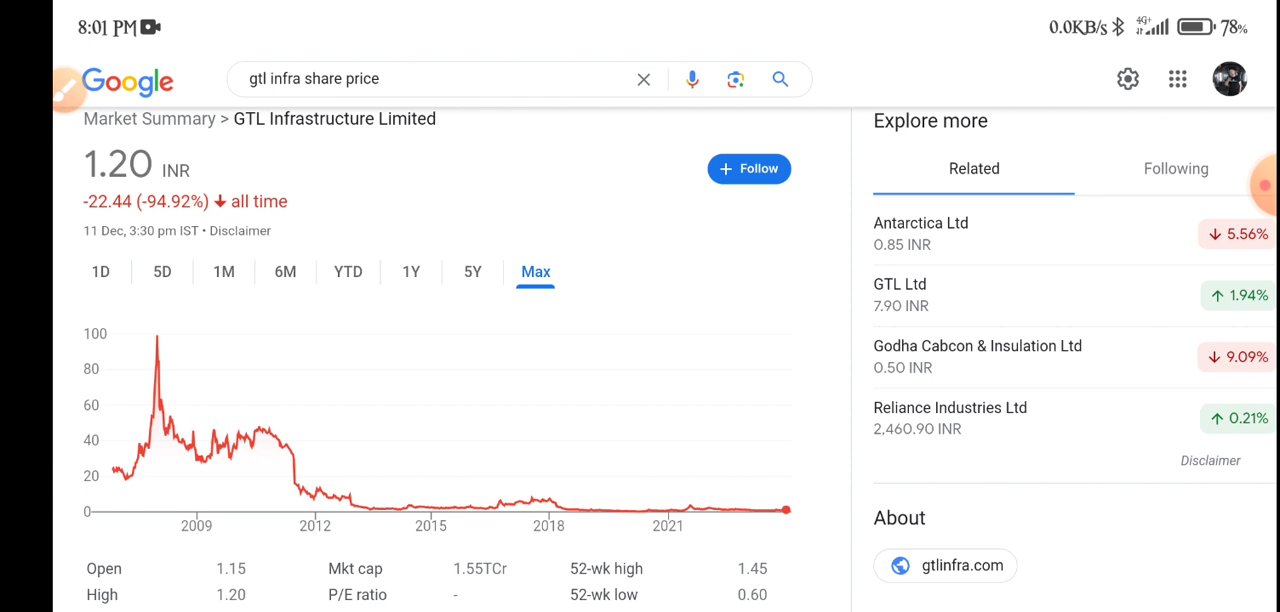 8:01 PM 0.0KB/s 4G+ 78%
Google gtl infra share price
Market Summary > GTL Infrastructure Limited
1.20 INR
+ Follow
-22.44 (-94.92%) all time
11 Dec, 3:30 pm IST • Disclaimer
1D 5D 1M 6M YTD 1Y 5Y Max
100
80
60
40
20
0
2009 2012 2015 2018 2021
Open 1.15 Mkt cap 1.55TCr 52-wk high 1.45
High 1.20 P/E ratio - 52-wk low 0.60
Explore more
Related Following
Antarctica Ltd
0.85 INR
5.56%
GTL Ltd
7.90 INR
1.94%
Godha Cabcon & Insulation Ltd
0.50 INR
9.09%
Reliance Industries Ltd
2,460.90 INR
0.21%
Disclaimer
About
gtlinfra.com